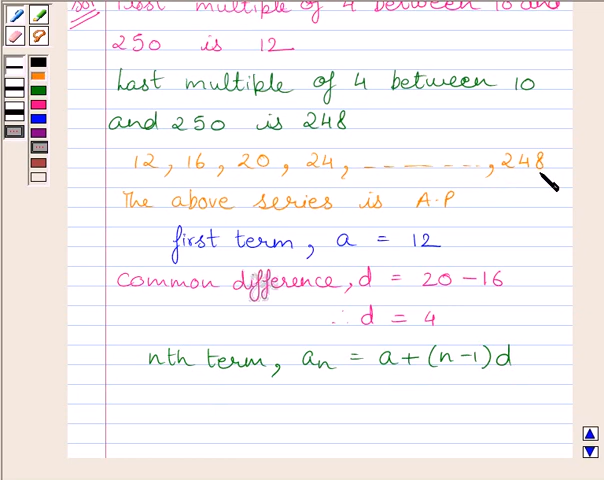 Sol First multiple of 4 between 10 and
250 is 12
Last multiple of 4 between 10
and 250 is 248
12, 16, 20, 24, ---------, 248
The above series is A.P
first term, a = 12
common difference, d = 20 - 16
∴ d = 4
nth term, aₙ = a + (n - 1)d